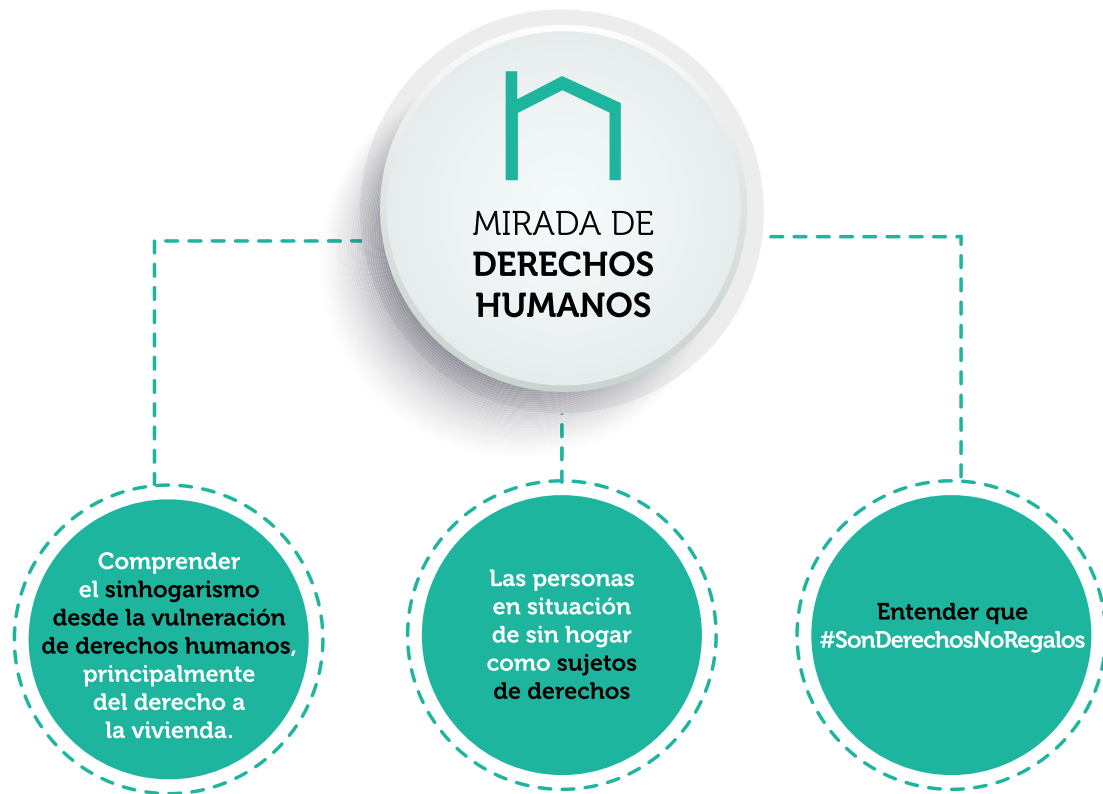 MIRADA DE
DERECHOS
HUMANOS
Comprender
el sinhogarismo
desde la vulneración
de derechos humanos,
principalmente
del derecho a
la vivienda.
Las personas
en situación
de sin hogar
como sujetos
de derechos
Entender que
#SonDerechosNoRegalos